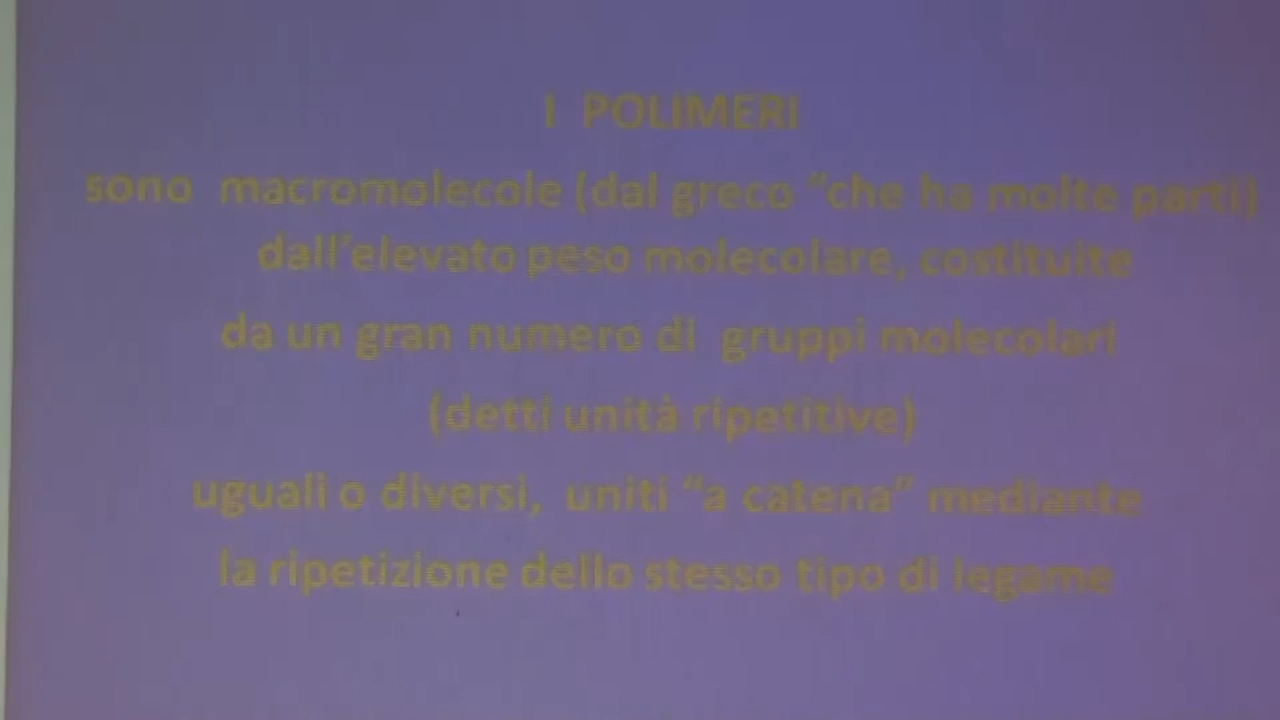 I POLIMERI
sono macromolecole (dal greco "che ha molte parti)
dall'elevato peso molecolare, costituite
da un gran numero di gruppi molecolari
(detti unità ripetitive)
uguali o diversi, uniti "a catena" mediante
la ripetizione dello stesso tipo di legame